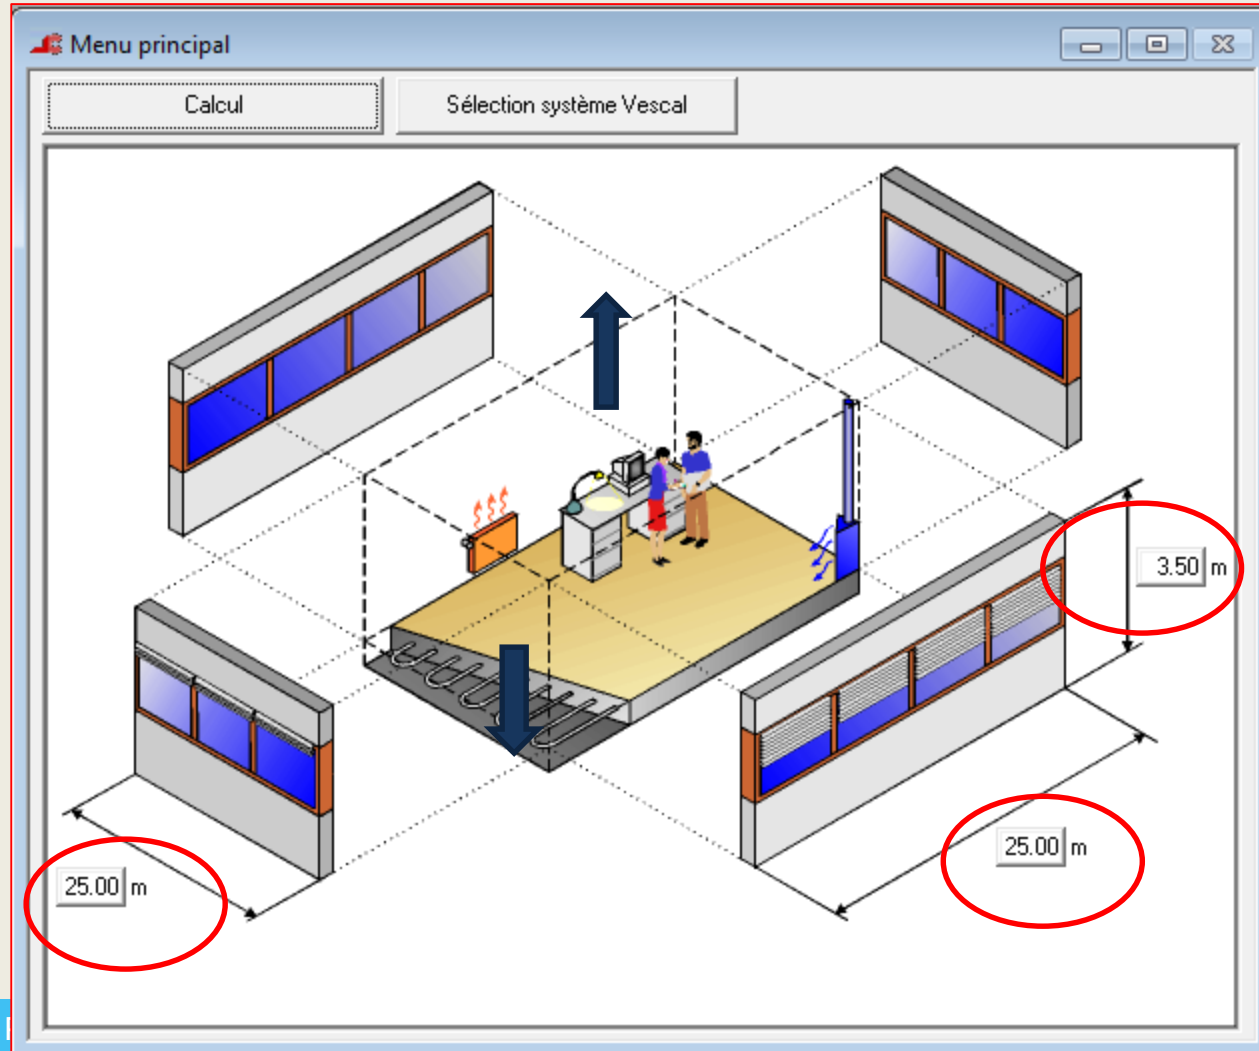 Menu principal
Calcul
Sélection système Vescal
3.50 m
25.00 m
25.00 m